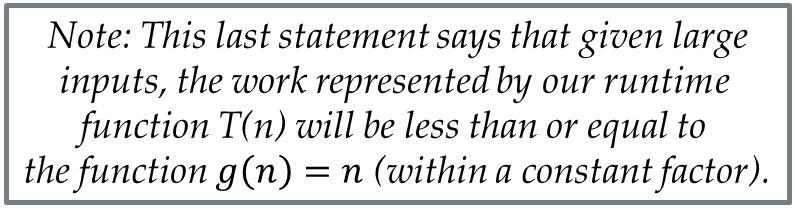 Note: This last statement says that given large
inputs, the work represented by our runtime
function T(n) will be less than or equal to
the function g(n) = n (within a constant factor).